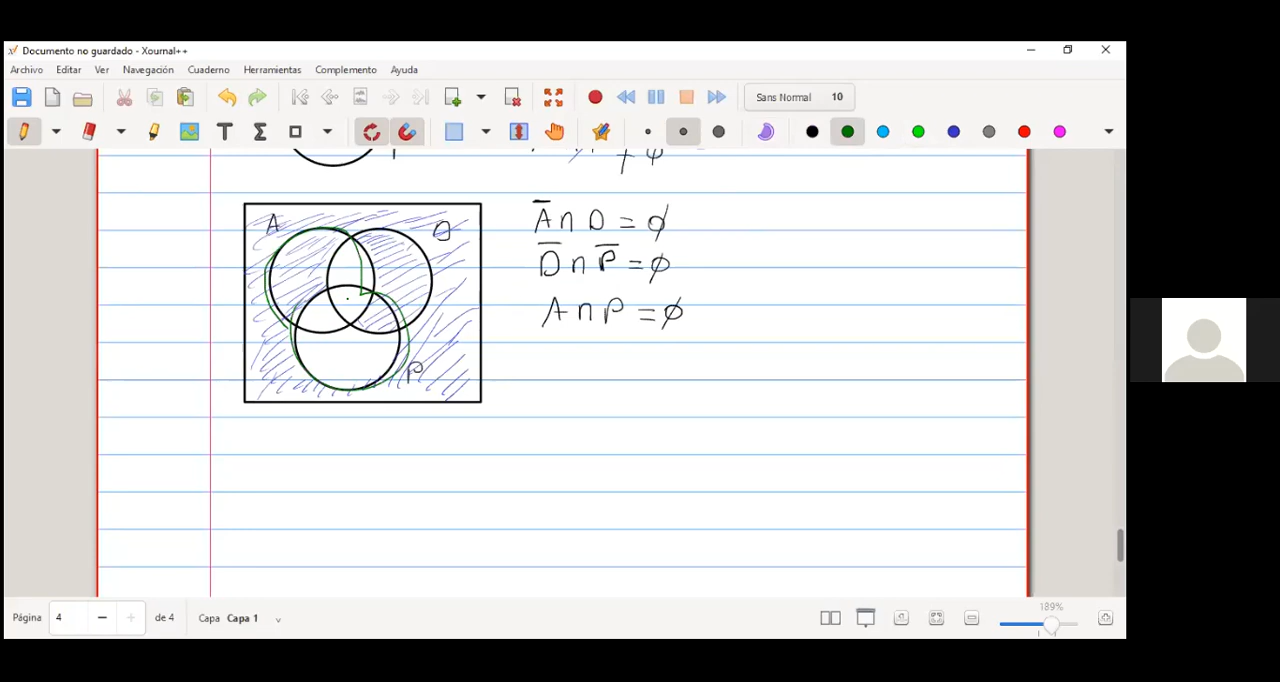 Documento no guardado - Xournal++
Archivo Editar Ver Navegación Cuaderno Herramientas Complemento Ayuda
Sans Normal 10
A
P
A̅ ∩ D = ∅
D̅ ∩ P̅ = ∅
A ∩ P = ∅
Página 4 de 4 Capa Capa 1 189%